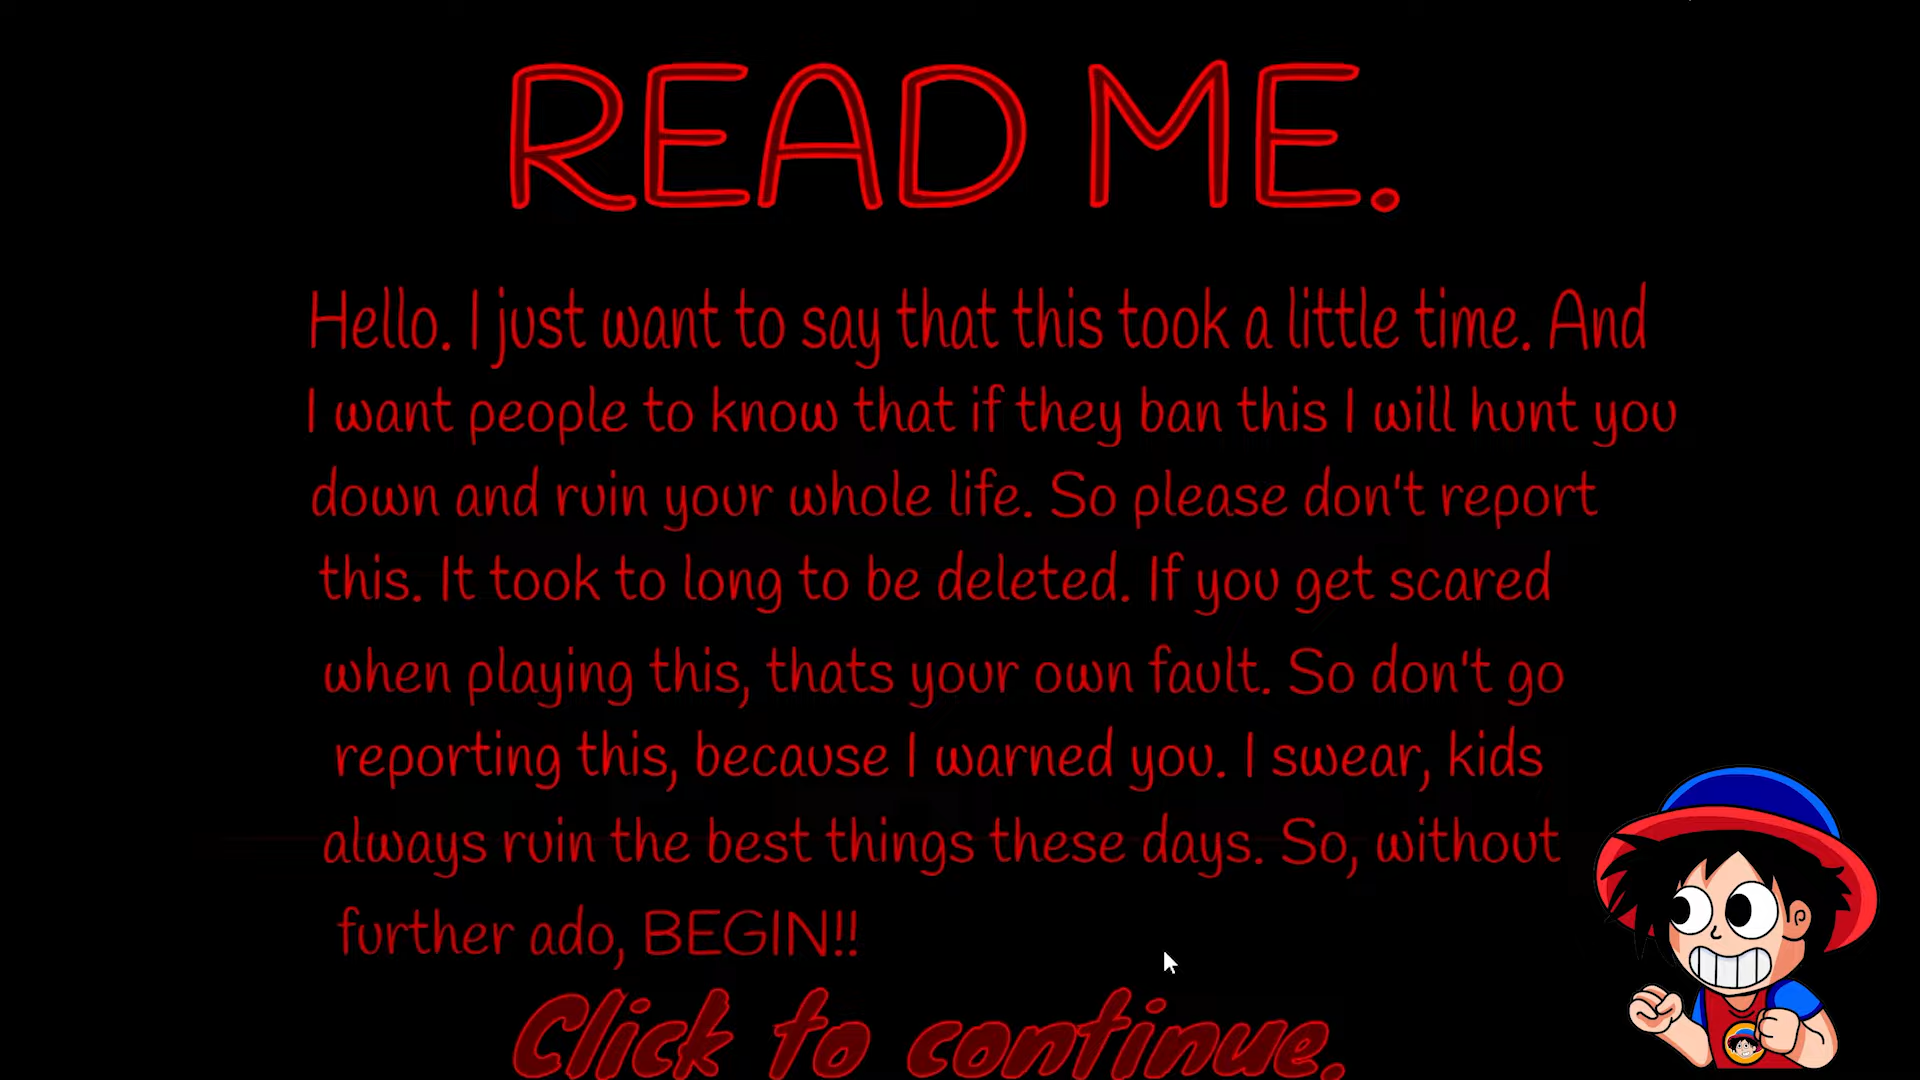 READ ME.
Hello. I just want to say that this took a little time. And
I want people to know that if they ban this I will hunt you
down and ruin your whole life. So please don't report
this. It took to long to be deleted. If you get scared
when playing this, thats your own fault. So don't go
reporting this, because I warned you. I swear, kids
always ruin the best things these days. So, without
further ado, BEGIN!!
Click to continue.